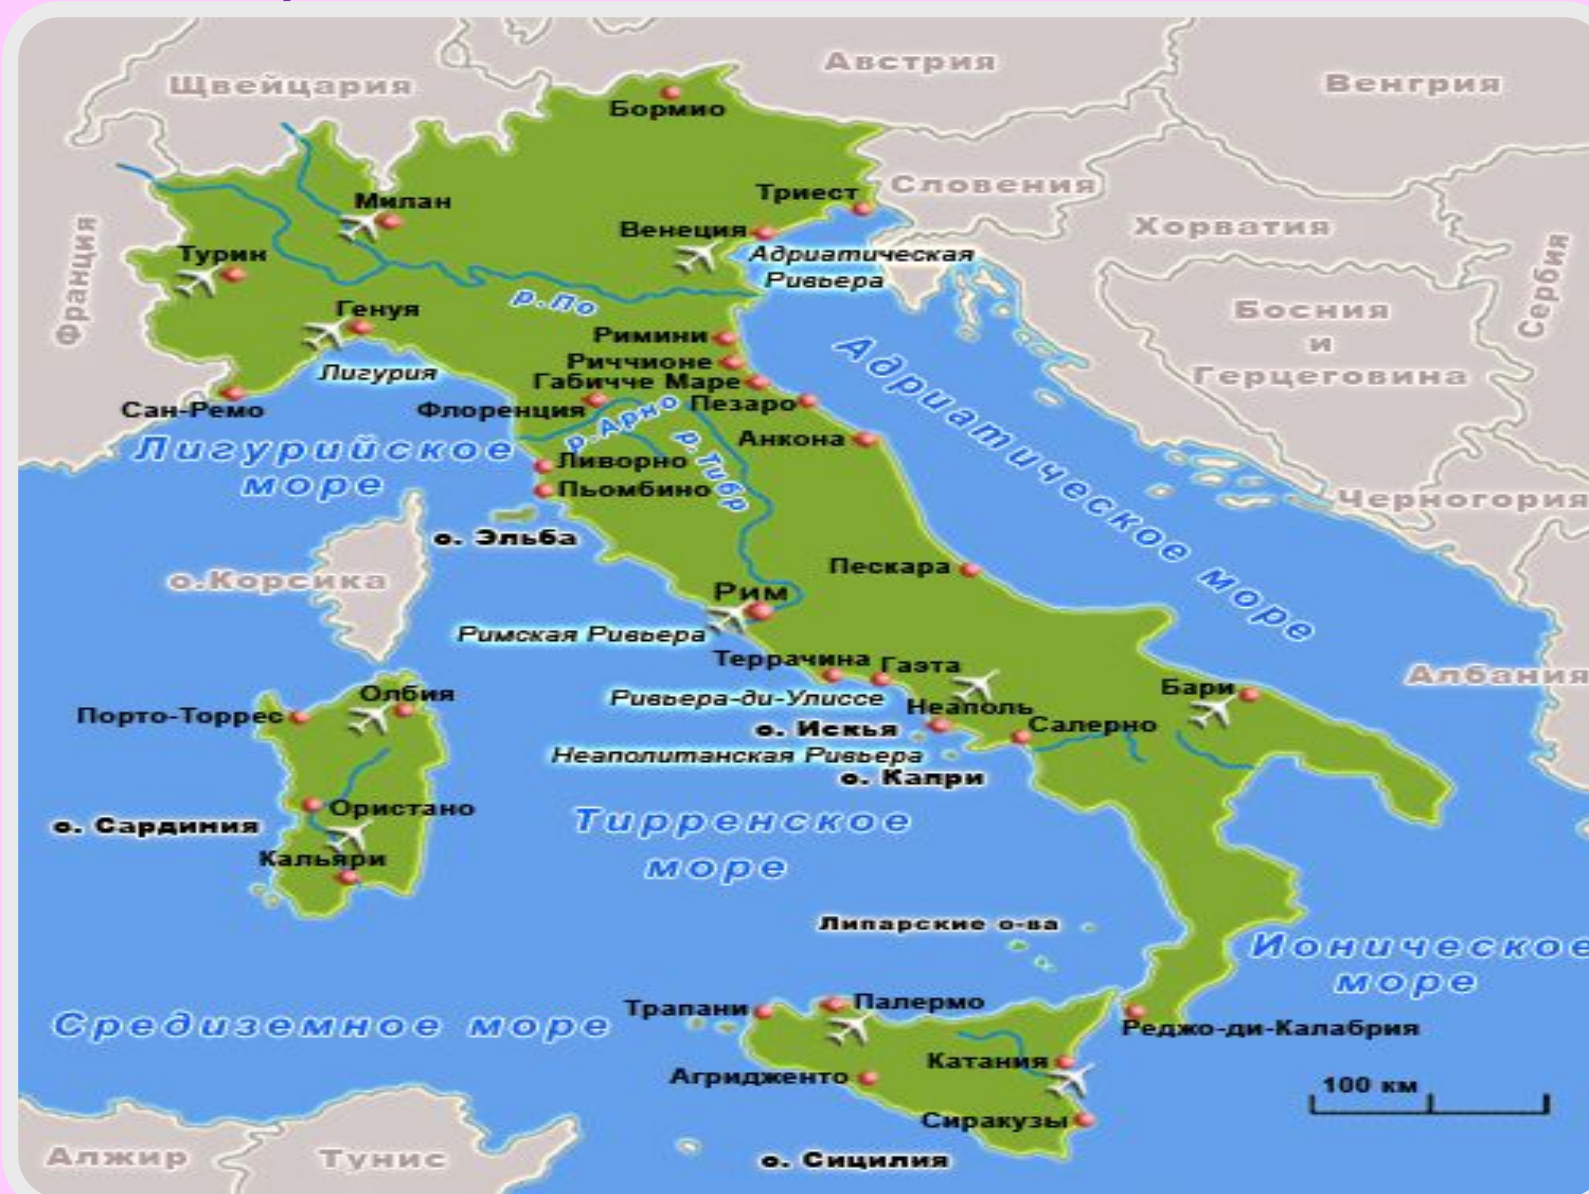 Австрия
Щвейцария
Венгрия
Бормио
Словения
Триест
Милан
Венеция
Хорватия
Франция
Турин
Адриатическая
Ривьера
Сербия
р.По
Генуя
Босния
и
Герцеговина
Римини
Риччионе
Габичче Маре
Лигурия
Сан-Ремо
Флоренция
р.Арно
Пезаро
Адриатическое море
Анкона
Лигурийское
море
Ливорно
р.Тибр
Пьомбино
Черногория
о. Эльба
о.Корсика
Пескара
Рим
Римская Ривьера
Террачина
Гаэта
Албания
Бари
Олбия
Ривьера-ди-Улиссе
Неаполь
Порто-Торрес
о. Искья
Салерно
Неаполитанская Ривьера
о. Капри
Ористано
Тирренское
море
о. Сардиния
Кальяри
Липарские о-ва
Ионическое
море
Трапани
Палермо
Средиземное море
Реджо-ди-Калабрия
Катания
Агридженто
100 км
Сиракузы
Алжир
Тунис
о. Сицилия